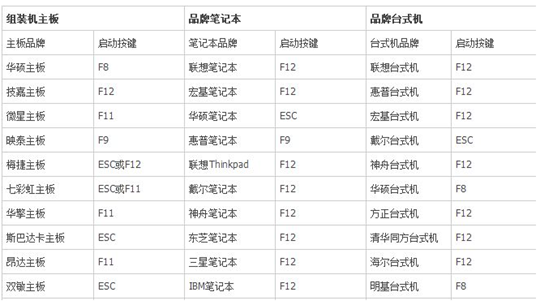 组装机主板 品牌笔记本 品牌台式机
主板品牌 启动按键 笔记本品牌 启动按键 台式机品牌 启动按键
华硕主板 F8 联想笔记本 F12 联想台式机 F12
技嘉主板 F12 宏基笔记本 F12 惠普台式机 F12
微星主板 F11 华硕笔记本 ESC 宏基台式机 F12
映泰主板 F9 惠普笔记本 F9 戴尔台式机 ESC
梅捷主板 ESC或F12 联想Thinkpad F12 神舟台式机 F12
七彩虹主板 ESC或F11 戴尔笔记本 F12 华硕台式机 F8
华擎主板 F11 神舟笔记本 F12 方正台式机 F12
斯巴达卡主板 ESC 东芝笔记本 F12 清华同方台式机 F12
昂达主板 F11 三星笔记本 F12 海尔台式机 F12
双敏主板 ESC IBM笔记本 F12 明基台式机 F8